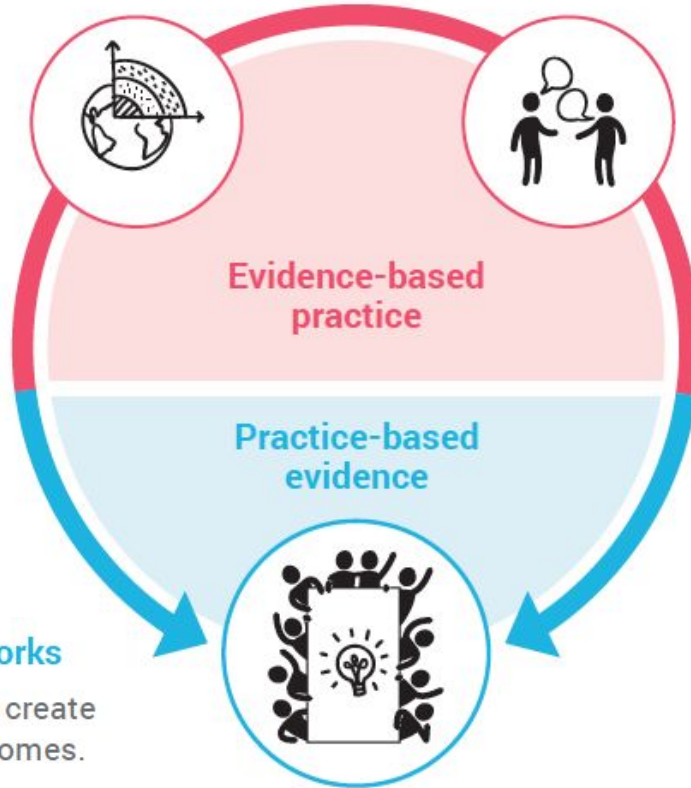 Evidence-based
practice
Practice-based
evidence
orks
create
omes.